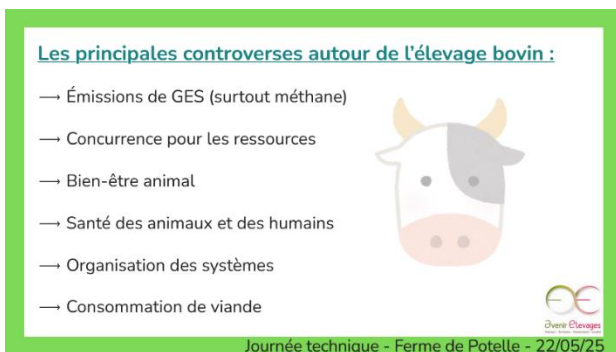 Les principales controverses autour de l'élevage bovin :
→ Émissions de GES (surtout méthane)
→ Concurrence pour les ressources
→ Bien-être animal
→ Santé des animaux et des humains
→ Organisation des systèmes
→ Consommation de viande
Avenir Elevages
Journée technique - Ferme de Potelle - 22/05/25